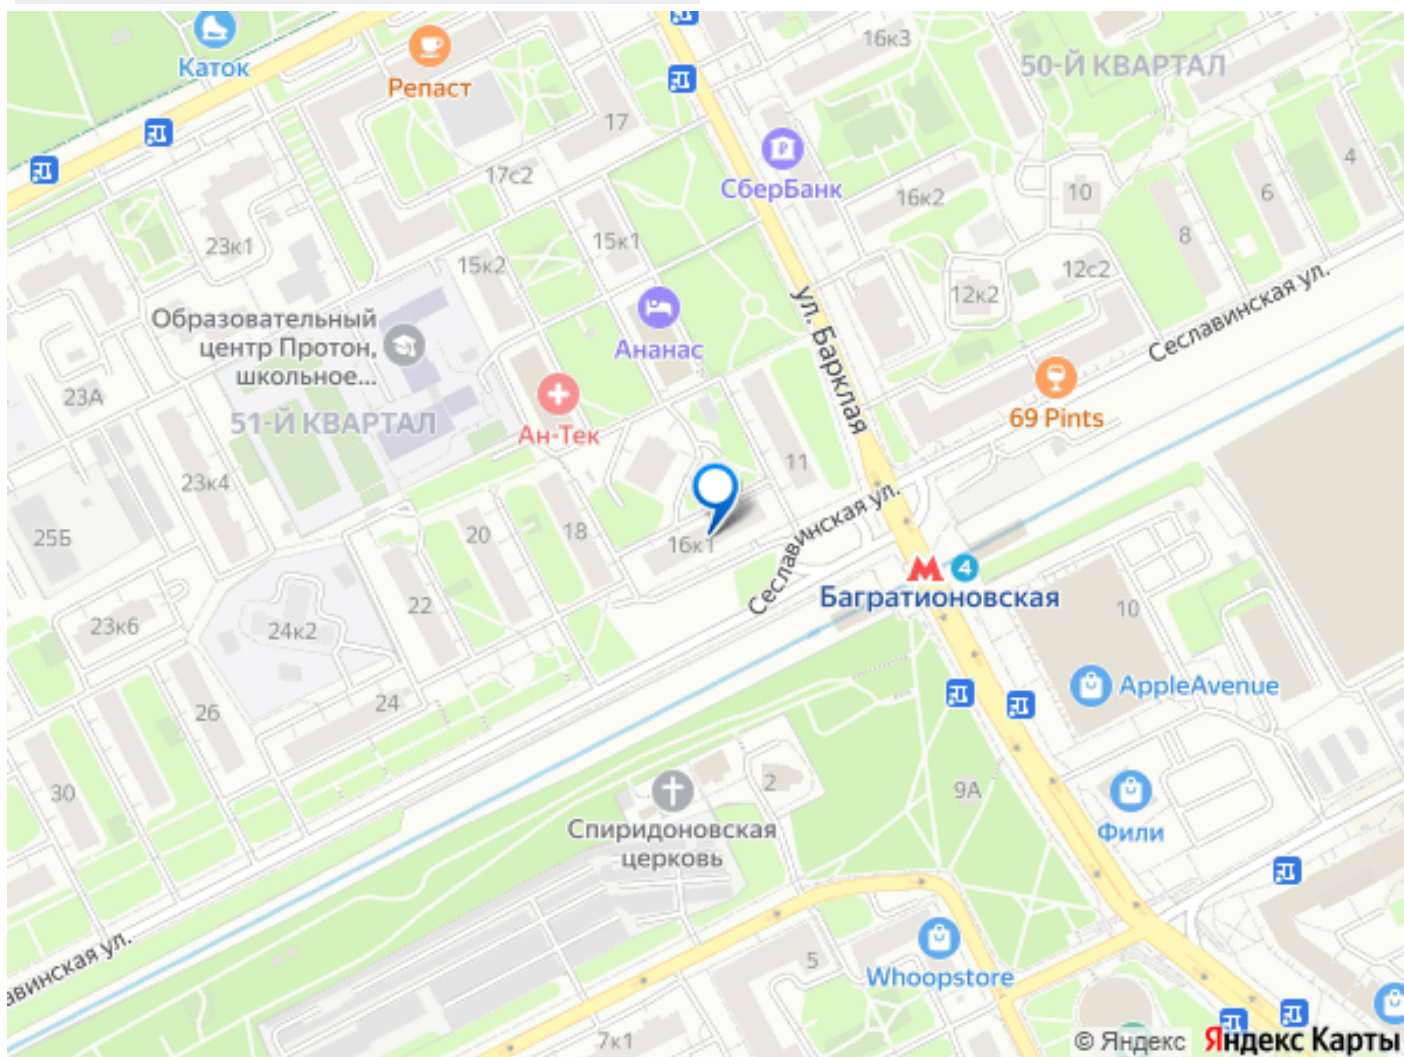 16к3
Каток
50-Й КВАРТАЛ
Репаст
17
СберБанк
4
17с2
16к2
10
6
23к1
15к1
8
15к2
12с2
12к2
ул. Барклая
Сеславинская ул.
Образовательный
центр Протон,
школьное...
Ананас
23А
51-Й КВАРТАЛ
Ан-Тек
69 Pints
11
23к4
Сеславинская ул.
25Б
20
18
16к1
4
Багратионовская
22
10
23к6
24к2
AppleAvenue
24
26
2
9А
30
Спиридоновская
церковь
Фили
авинская ул.
5
Whoopstore
7к1
© Яндекс Яндекс Карты